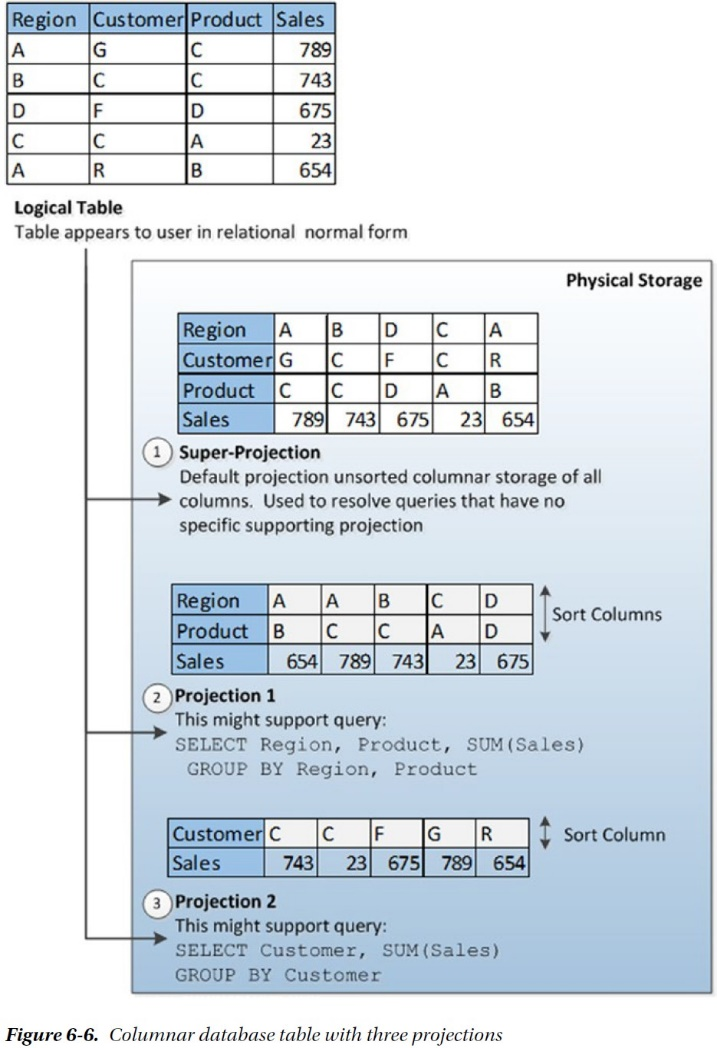 Region Customer Product Sales
A G C 789
B C C 743
D F D 675
C C A 23
A R B 654
Logical Table
Table appears to user in relational normal form
Physical Storage
Region A B D C A
Customer G C F C R
Product C C D A B
Sales 789 743 675 23 654
1 Super-Projection
Default projection unsorted columnar storage of all
columns. Used to resolve queries that have no
specific supporting projection
Region A A B C D
Product B C C A D
Sales 654 789 743 23 675
Sort Columns
2 Projection 1
This might support query:
SELECT Region, Product, SUM(Sales)
GROUP BY Region, Product
Customer C C F G R
Sales 743 23 675 789 654
Sort Column
3 Projection 2
This might support query:
SELECT Customer, SUM(Sales)
GROUP BY Customer
Figure 6-6. Columnar database table with three projections